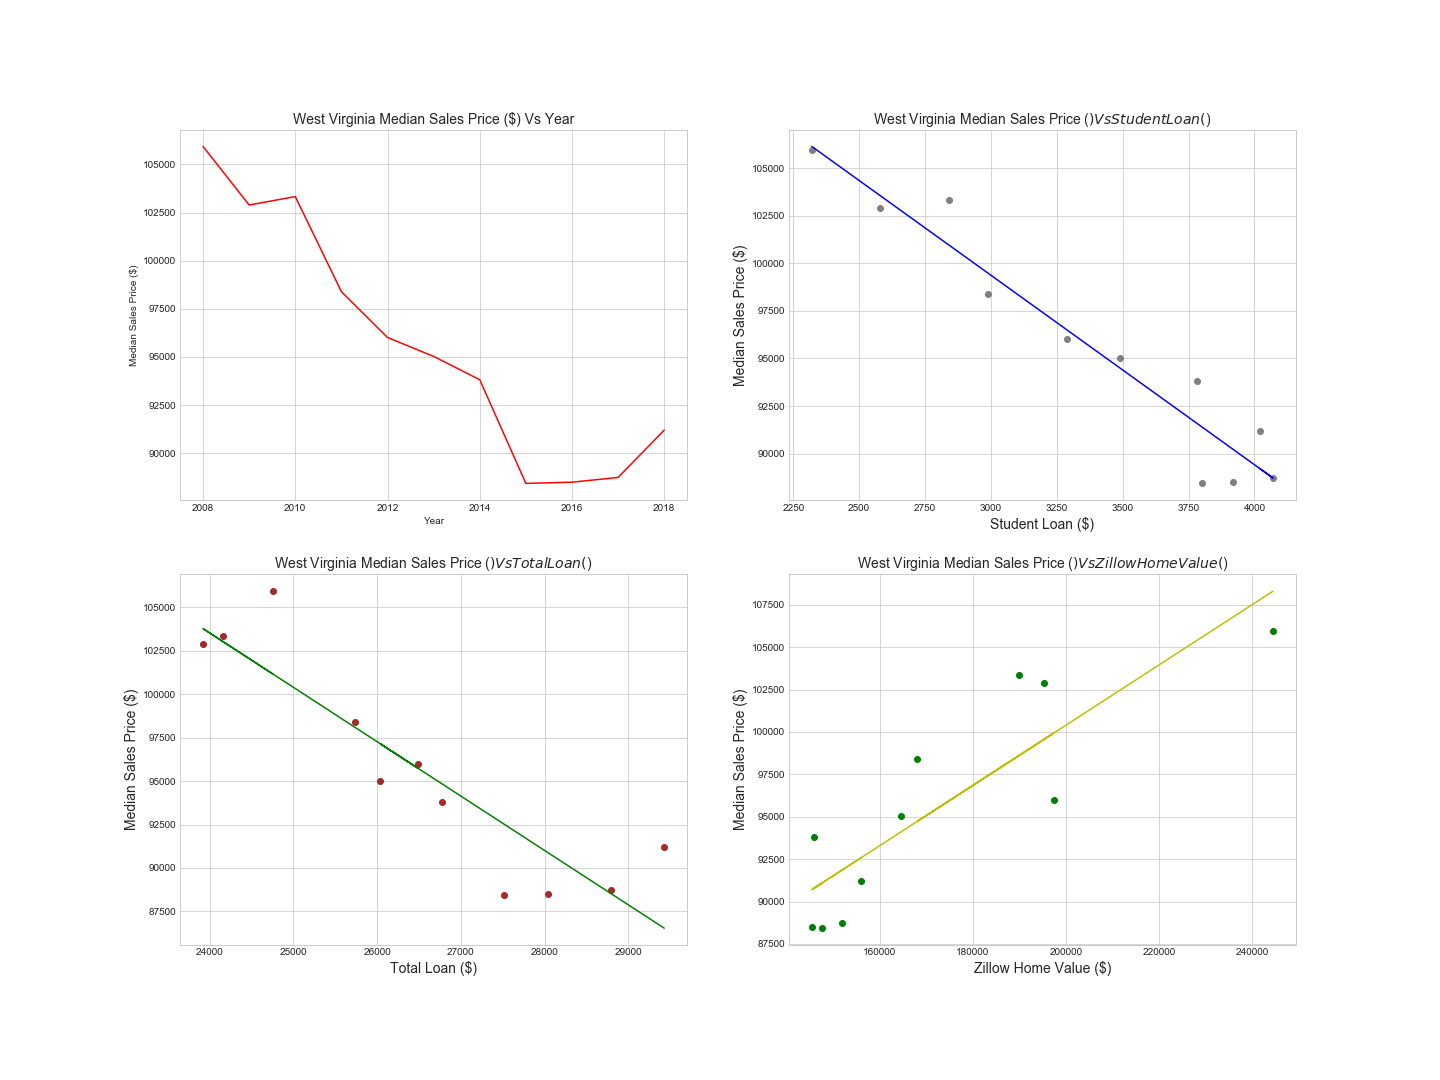 West Virginia Median Sales Price ($) Vs Year
105000
102500
100000
97500
95000
92500
90000
Median Sales Price ($)
2008 2010 2012 2014 2016 2018
Year
West Virginia Median Sales Price ()VsStudentLoan()
105000
102500
100000
97500
95000
92500
90000
Median Sales Price ($)
2250 2500 2750 3000 3250 3500 3750 4000
Student Loan ($)
West Virginia Median Sales Price ()VsTotalLoan()
105000
102500
100000
97500
95000
92500
90000
87500
Median Sales Price ($)
24000 25000 26000 27000 28000 29000
Total Loan ($)
West Virginia Median Sales Price ()VsZillowHomeValue()
107500
105000
102500
100000
97500
95000
92500
90000
87500
Median Sales Price ($)
160000 180000 200000 220000 240000
Zillow Home Value ($)